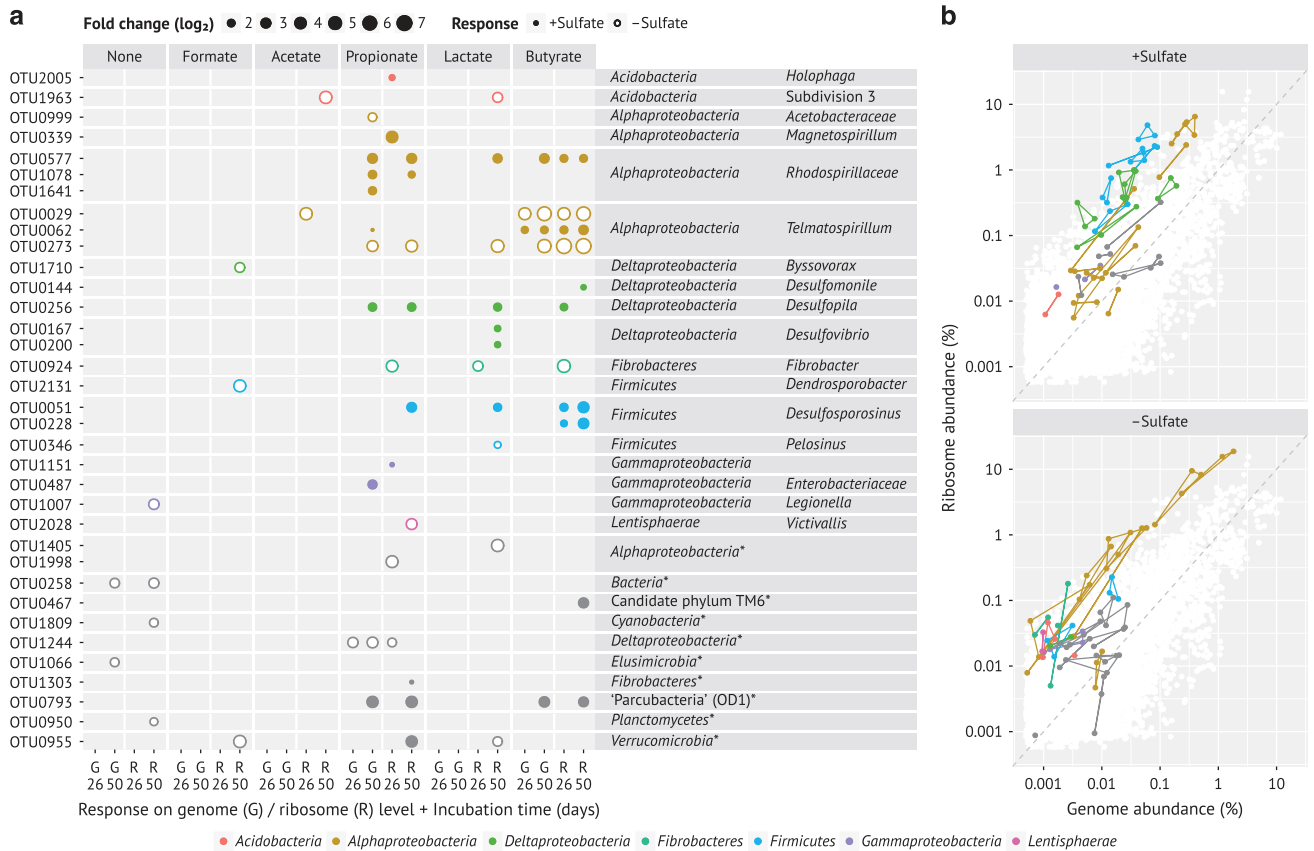 a
Fold change (log₂) 2 3 4 5 6 7 Response +Sulfate −Sulfate
None Formate Acetate Propionate Lactate Butyrate
OTU2005 Acidobacteria Holophaga
OTU1963 Acidobacteria Subdivision 3
OTU0999 Alphaproteobacteria Acetobacteraceae
OTU0339 Alphaproteobacteria Magnetospirillum
OTU0577
OTU1078 Alphaproteobacteria Rhodospirillaceae
OTU1641
OTU0029
OTU0062 Alphaproteobacteria Telmatospirillum
OTU0273
OTU1710 Deltaproteobacteria Byssovorax
OTU0144 Deltaproteobacteria Desulfomonile
OTU0256 Deltaproteobacteria Desulfopila
OTU0167
Deltaproteobacteria Desulfovibrio
OTU0200
OTU0924 Fibrobacteres Fibrobacter
OTU2131 Firmicutes Dendrosporobacter
OTU0051
Firmicutes Desulfosporosinus
OTU0228
OTU0346 Firmicutes Pelosinus
OTU1151 Gammaproteobacteria
OTU0487 Gammaproteobacteria Enterobacteriaceae
OTU1007 Gammaproteobacteria Legionella
OTU2028 Lentisphaerae Victivallis
OTU1405
Alphaproteobacteria*
OTU1998
OTU0258 Bacteria*
OTU0467 Candidate phylum TM6*
OTU1809 Cyanobacteria*
OTU1244 Deltaproteobacteria*
OTU1066 Elusimicrobia*
OTU1303 Fibrobacteres*
OTU0793 ‘Parcubacteria’ (OD1)*
OTU0950 Planctomycetes*
OTU0955 Verrucomicrobia*
G G R R G G R R G G R R G G R R G G R R G G R R
26 50 26 50 26 50 26 50 26 50 26 50 26 50 26 50 26 50 26 50 26 50 26 50
Response on genome (G) / ribosome (R) level + Incubation time (days)
b
+Sulfate
10
1
0.1
0.01
0.001
Ribosome abundance (%)
−Sulfate
10
1
0.1
0.01
0.001
0.001 0.01 0.1 1 10
Genome abundance (%)
Acidobacteria Alphaproteobacteria Deltaproteobacteria Fibrobacteres Firmicutes Gammaproteobacteria Lentisphaerae